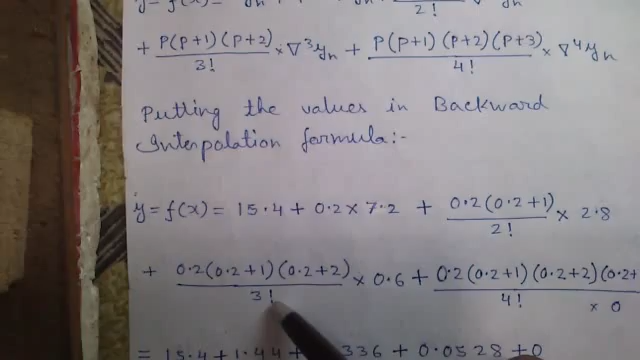 y = f(x) =
2!
+ P(P+1)(P+2)/3! × ∇³yₙ + P(P+1)(P+2)(P+3)/4! × ∇⁴yₙ
Putting the values in Backward
Interpolation formula:-
y = f(x) = 15.4 + 0.2 × 7.2 + 0.2(0.2+1)/2! × 2.8
+ 0.2(0.2+1)(0.2+2)/3! × 0.6 + 0.2(0.2+1)(0.2+2)(0.2+/4! × 0
= 15.4 + 1.44 + 336 + 0.0528 + 0